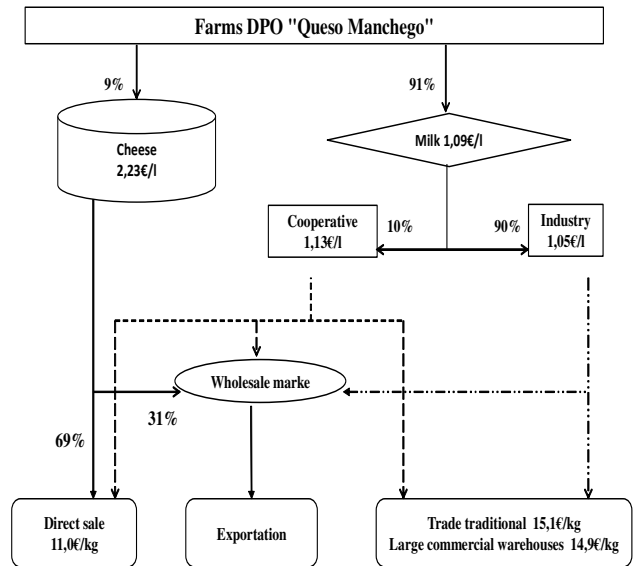 Farms DPO "Queso Manchego"
9%
91%
Cheese
2,23€/l
Milk 1,09€/l
Cooperative
1,13€/l
10%
90%
Industry
1,05€/l
Wholesale marke
31%
69%
Direct sale
11,0€/kg
Exportation
Trade traditional 15,1€/kg
Large commercial warehouses 14,9€/kg